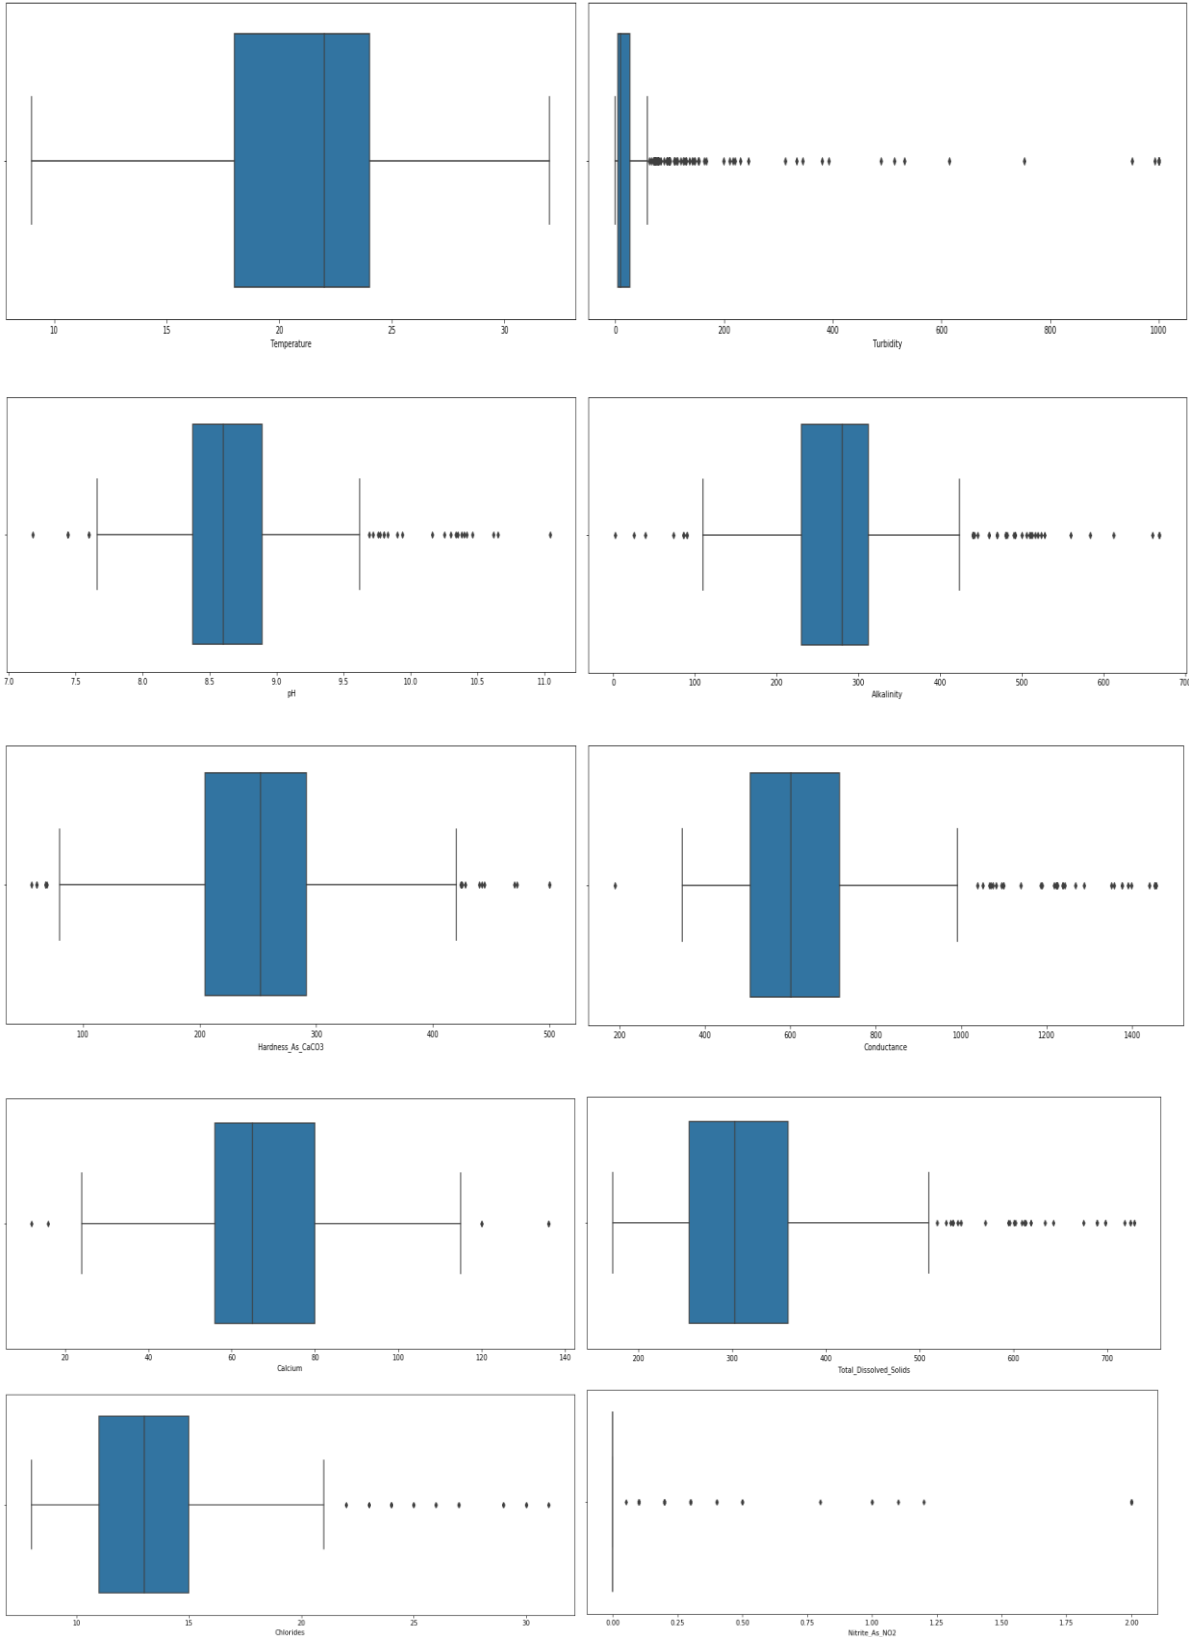 10 15 20 25 30
Temperature
0 200 400 600 800 1000
Turbidity
7.0 7.5 8.0 8.5 9.0 9.5 10.0 10.5 11.0
pH
0 100 200 300 400 500 600 700
Alkalinity
100 200 300 400 500
Hardness_As_CaCO3
200 400 600 800 1000 1200 1400
Conductance
20 40 60 80 100 120 140
Calcium
200 300 400 500 600 700
Total_Dissolved_Solids
10 15 20 25 30
Chlorides
0.00 0.25 0.50 0.75 1.00 1.25 1.50 1.75 2.00
Nitrite_As_NO2